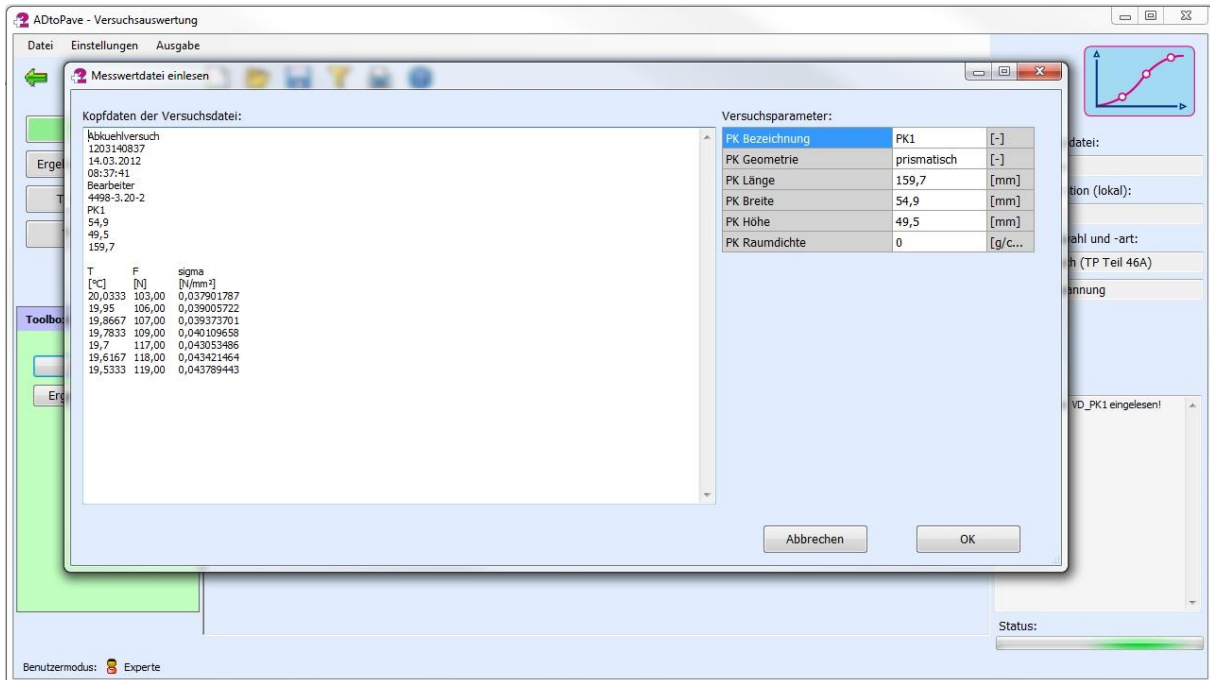 ADtoPave - Versuchsauswertung
Datei Einstellungen Ausgabe
Messwertdatei einlesen
Kopfdaten der Versuchsdatei:
Abkuehlversuch
1203140837
14.03.2012
08:37:41
Bearbeiter
4498-3.20-2
PK1
54,9
49,5
159,7
T F sigma
[°C] [N] [N/mm²]
20,0333 103,00 0,037901787
19,95 106,00 0,039005722
19,8667 107,00 0,039373701
19,7833 109,00 0,040109658
19,7 117,00 0,043053486
19,6167 118,00 0,043421464
19,5333 119,00 0,043789443
Versuchsparameter:
PK Bezeichnung PK1 [-]
PK Geometrie prismatisch [-]
PK Länge 159,7 [mm]
PK Breite 54,9 [mm]
PK Höhe 49,5 [mm]
PK Raumdichte 0 [g/c...
Abbrechen OK
Ergel
T
Toolbo
Erg
datei:
tion (lokal):
ahl und -art:
h (TP Teil 46A)
annung
VD_PK1 eingelesen!
Status:
Benutzermodus: Experte